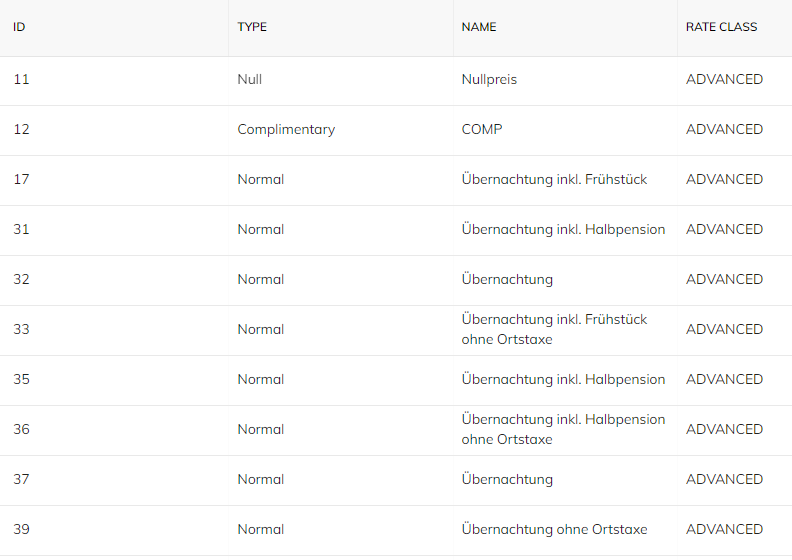 ID TYPE NAME RATE CLASS
11 Null Nullpreis ADVANCED
12 Complimentary COMP ADVANCED
17 Normal Übernachtung inkl. Frühstück ADVANCED
31 Normal Übernachtung inkl. Halbpension ADVANCED
32 Normal Übernachtung ADVANCED
33 Normal Übernachtung inkl. Frühstück
ohne Ortstaxe ADVANCED
35 Normal Übernachtung inkl. Halbpension ADVANCED
36 Normal Übernachtung inkl. Halbpension
ohne Ortstaxe ADVANCED
37 Normal Übernachtung ADVANCED
39 Normal Übernachtung ohne Ortstaxe ADVANCED